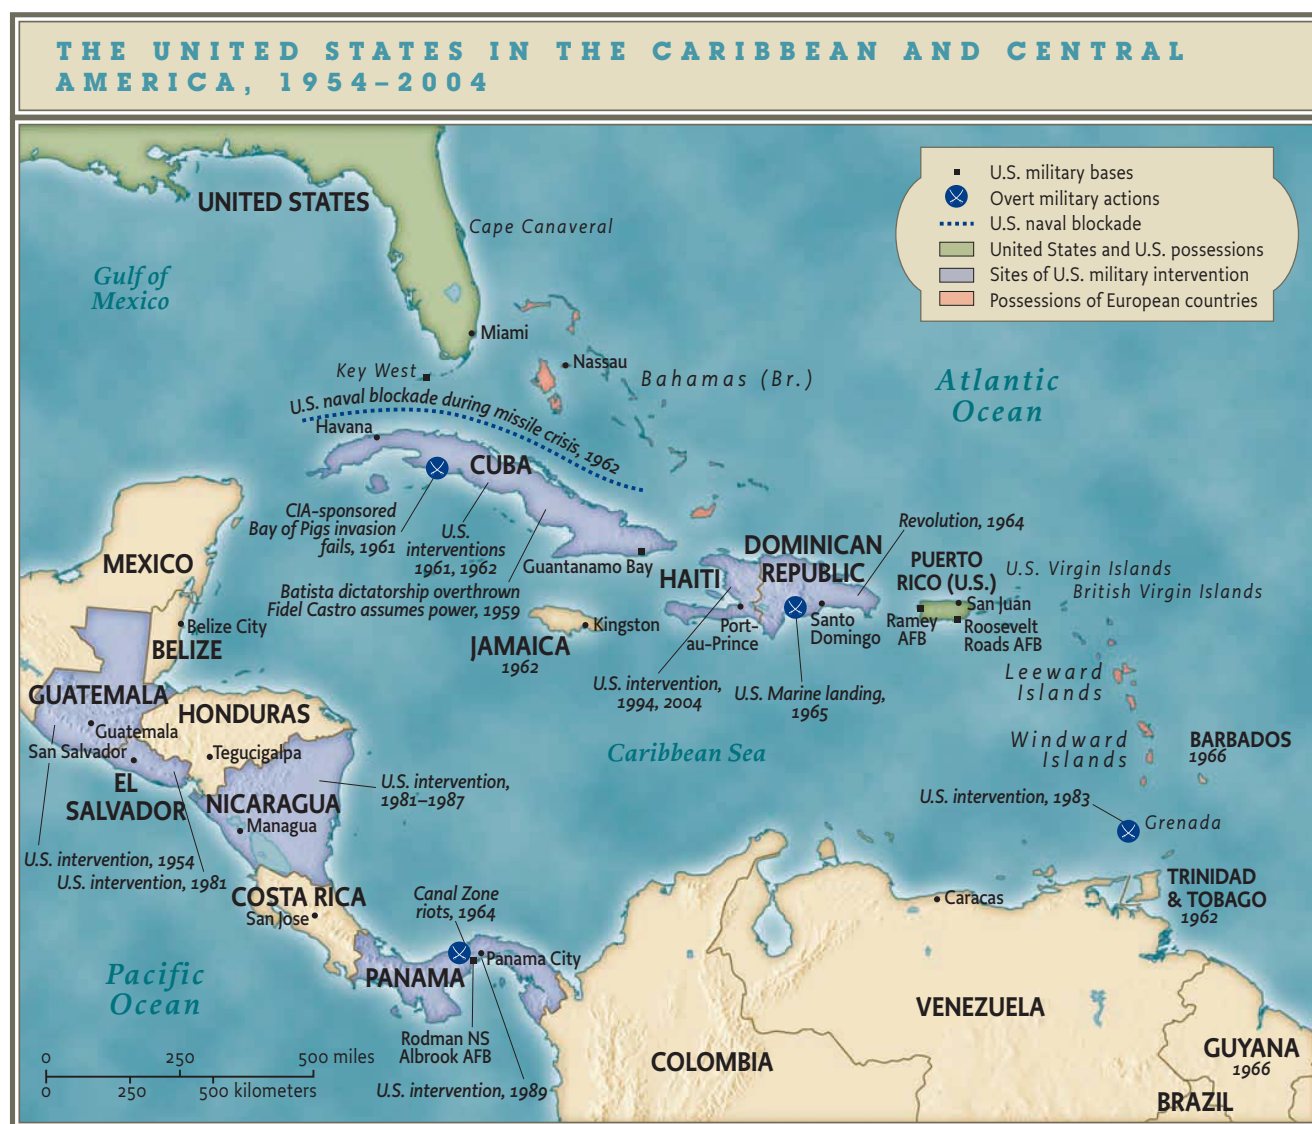 THE UNITED STATES IN THE CARIBBEAN AND CENTRAL
AMERICA, 1954–2004
U.S. military bases
Overt military actions
U.S. naval blockade
United States and U.S. possessions
Sites of U.S. military intervention
Possessions of European countries
UNITED STATES
Cape Canaveral
Gulf of
Mexico
Miami
Key West
Nassau
Bahamas (Br.)
Atlantic
Ocean
U.S. naval blockade during missile crisis, 1962
Havana
CUBA
CIA-sponsored
Bay of Pigs invasion
fails, 1961
U.S.
interventions
1961, 1962
Batista dictatorship overthrown
Fidel Castro assumes power, 1959
Guantanamo Bay
Revolution, 1964
DOMINICAN
REPUBLIC
HAITI
PUERTO
RICO (U.S.)
U.S. Virgin Islands
British Virgin Islands
San Juan
Ramey
AFB
Roosevelt
Roads AFB
Santo
Domingo
Port-
au-Prince
U.S. intervention,
1994, 2004
U.S. Marine landing,
1965
JAMAICA
1962
Kingston
MEXICO
Belize City
BELIZE
GUATEMALA
Guatemala
HONDURAS
Tegucigalpa
San Salvador
EL
SALVADOR
NICARAGUA
Managua
U.S. intervention,
1981–1987
U.S. intervention, 1954
U.S. intervention, 1981
Caribbean Sea
Leeward
Islands
Windward
Islands
BARBADOS
1966
U.S. intervention, 1983
Grenada
TRINIDAD
& TOBAGO
1962
COSTA RICA
San Jose
Canal Zone
riots, 1964
PANAMA
Panama City
Rodman NS
Albrook AFB
U.S. intervention, 1989
Pacific
Ocean
Caracas
VENEZUELA
COLOMBIA
GUYANA
1966
BRAZIL
0 250 500 miles
0 250 500 kilometers